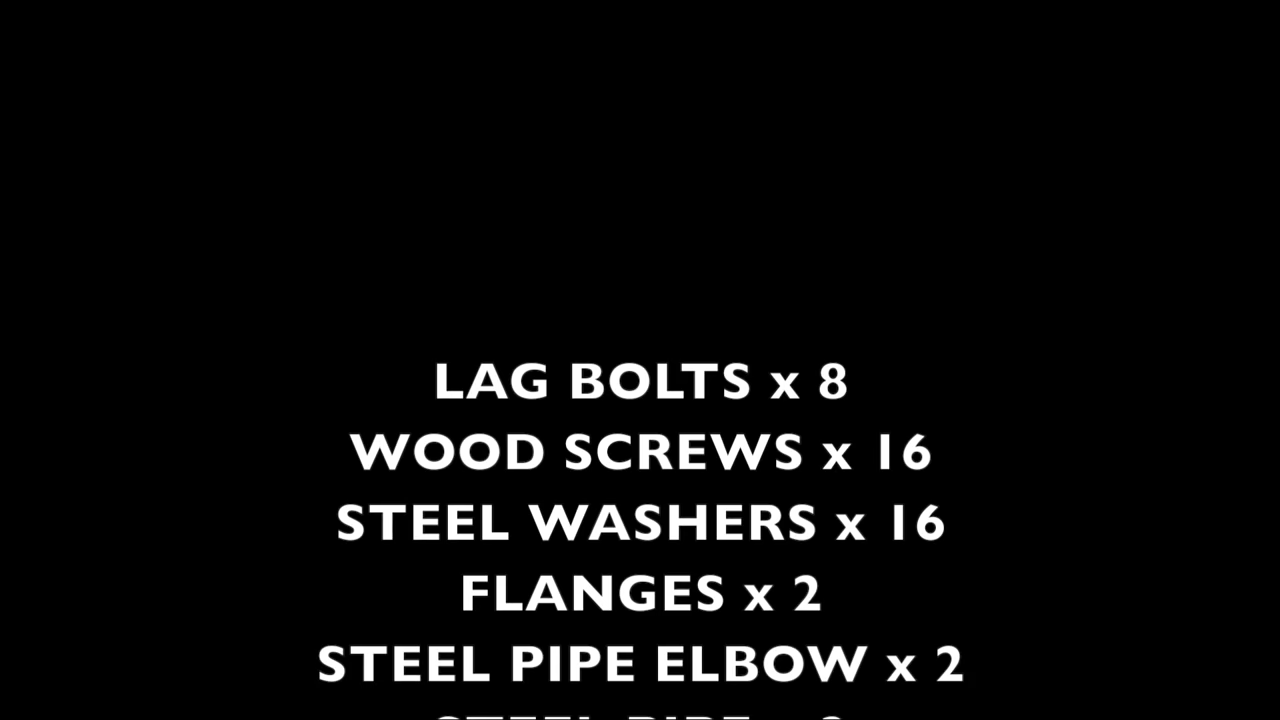 LAG BOLTS x 8
WOOD SCREWS x 16
STEEL WASHERS x 16
FLANGES x 2
STEEL PIPE ELBOW x 2